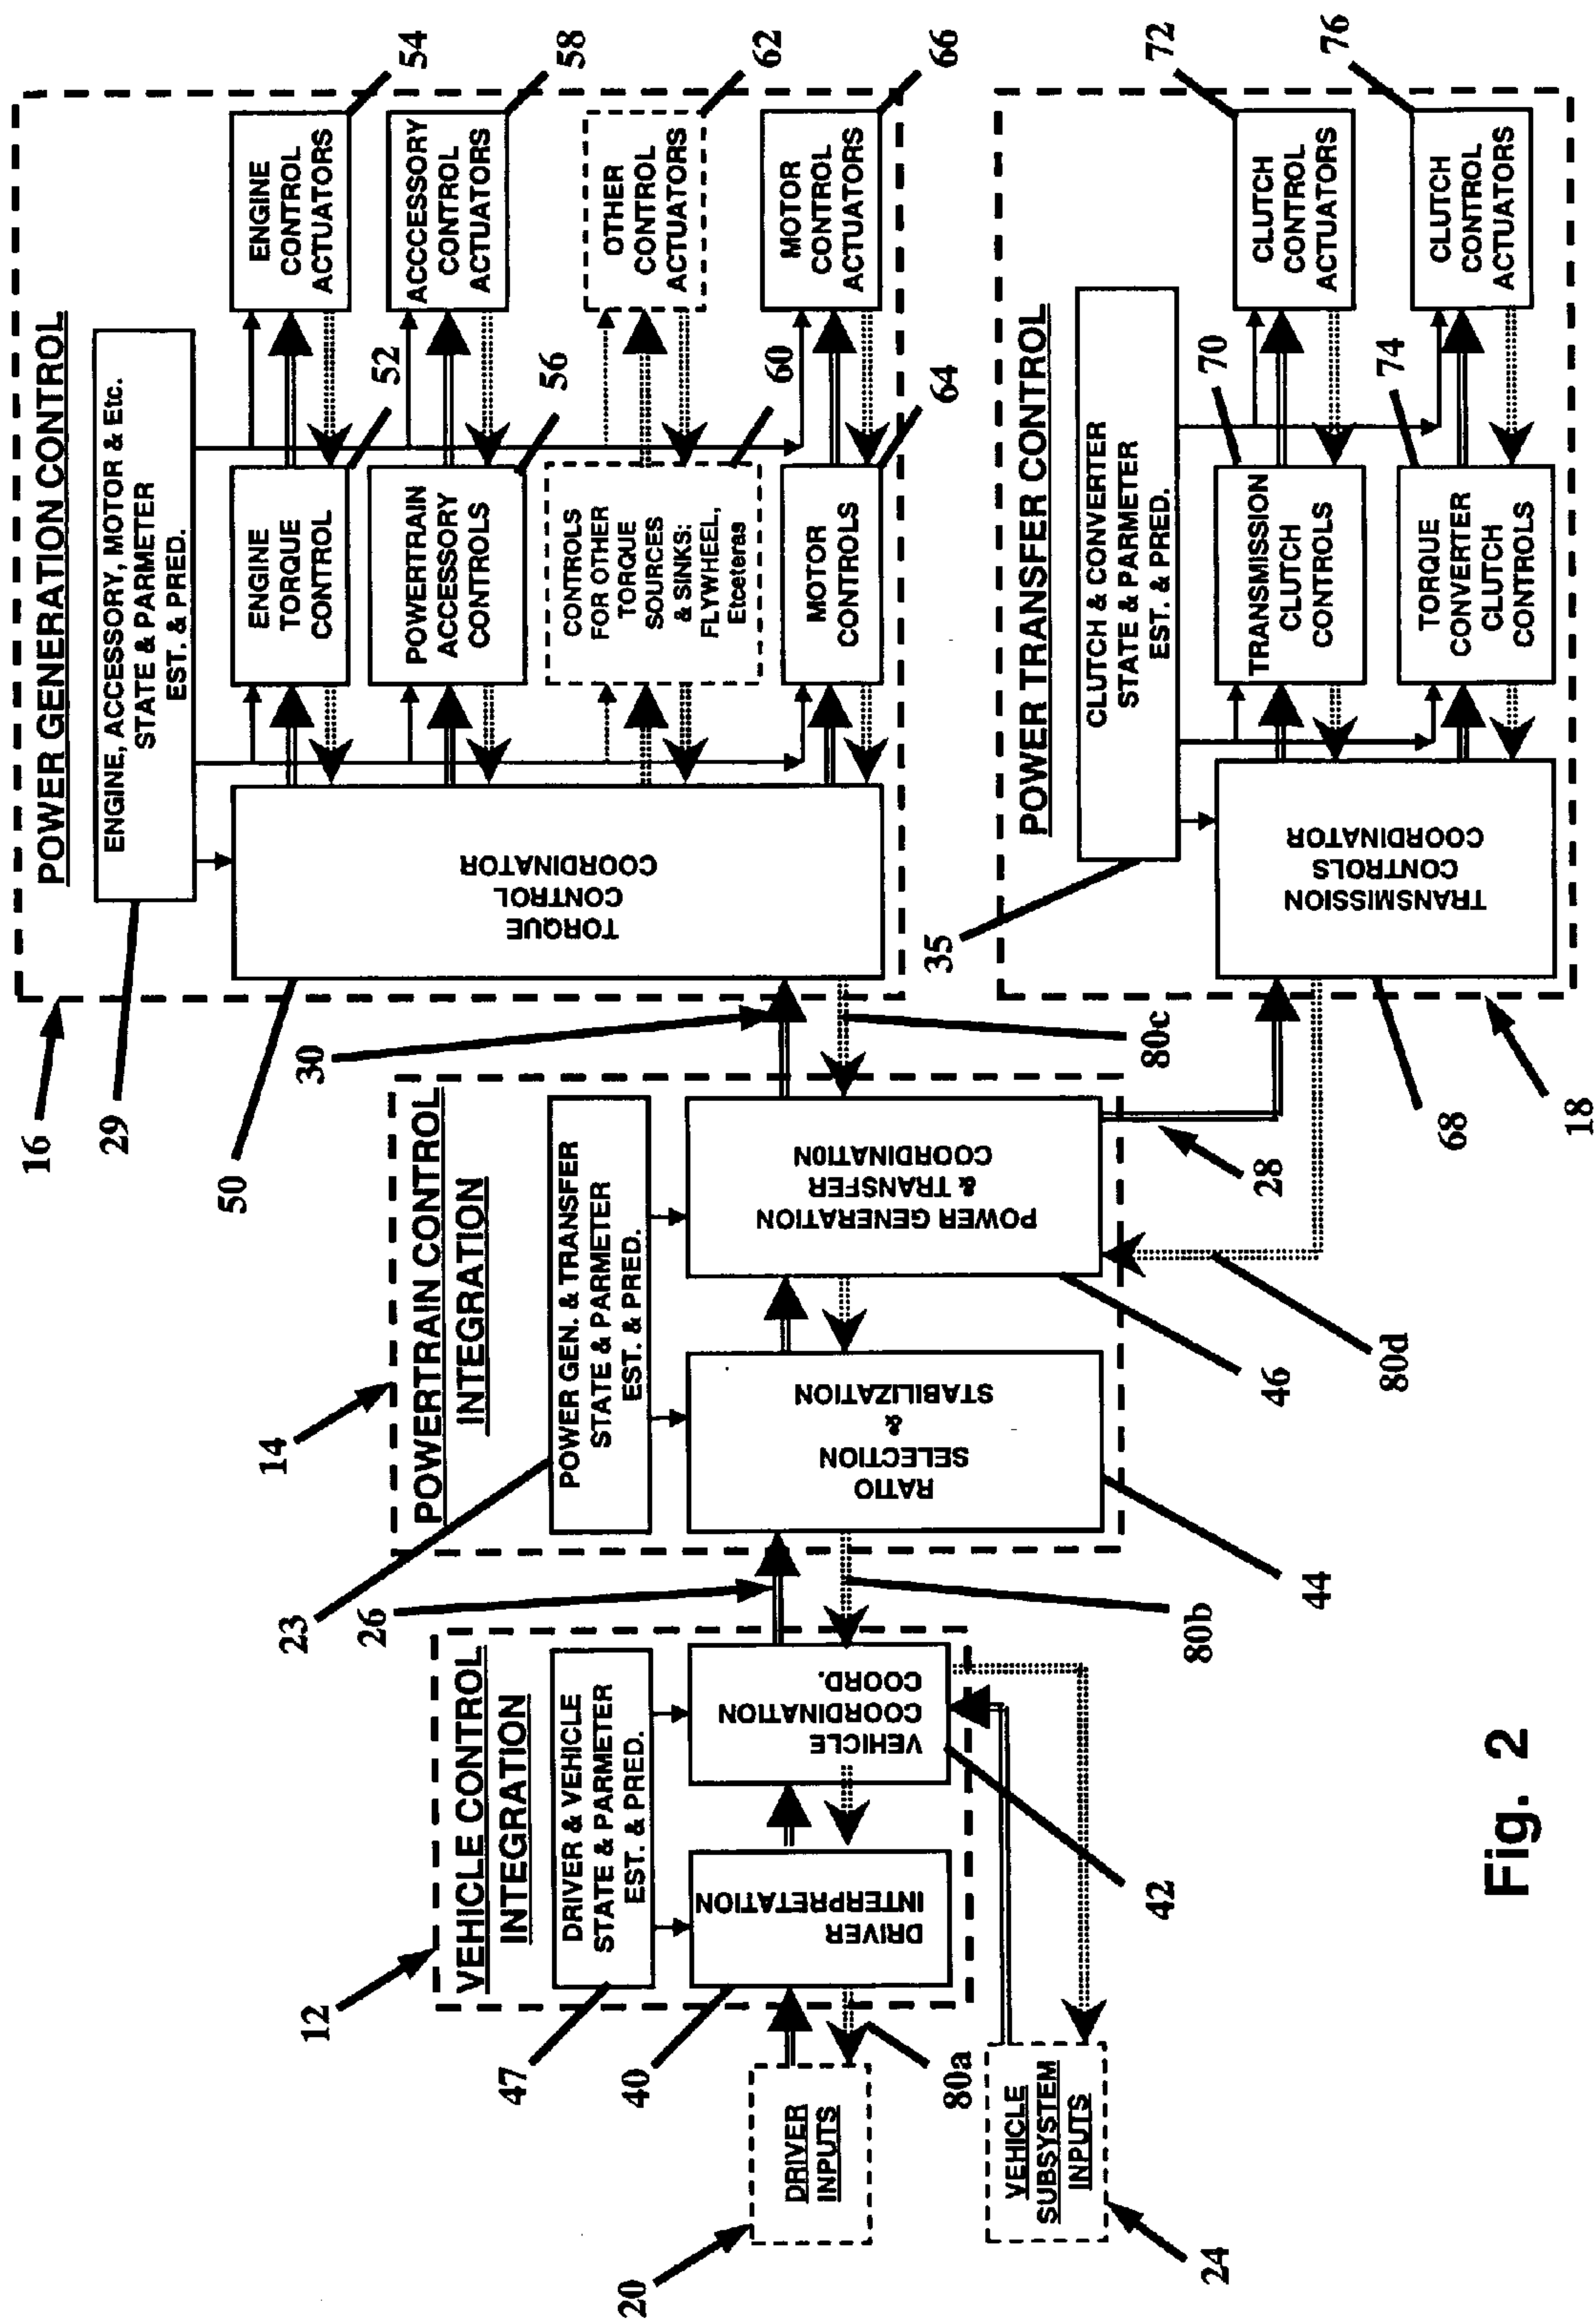 POWER GENERATION CONTROL
ENGINE, ACCESSORY, MOTOR & Etc.
STATE & PARMETER
EST. & PRED.
TORQUE
CONTROL
COORDINATOR
ENGINE
TORQUE
CONTROL
ENGINE
CONTROL
ACTUATORS
POWERTRAIN
ACCESSORY
CONTROLS
ACCCESSORY
CONTROL
ACTUATORS
CONTROLS
FOR OTHER
TORQUE
SOURCES
& SINKS:
FLYWHEEL,
Etceteras
OTHER
CONTROL
ACTUATORS
MOTOR
CONTROLS
MOTOR
CONTROL
ACTUATORS
16
29
50
30
80c
52
54
56
58
60
60
62
64
66
POWERTRAIN CONTROL
INTEGRATION
POWER GEN. & TRANSFER
STATE & PARMETER
EST. & PRED.
RATIO
SELECTION
&
STABILIZATION
POWER GENERATION
& TRANSFER
COORDINATION
14
23
26
80b
44
46
28
80d
VEHICLE CONTROL
INTEGRATION
DRIVER & VEHICLE
STATE & PARMETER
EST. & PRED.
DRIVER
INTERPRETATION
VEHICLE
COORDINATION
COORD.
12
47
40
42
80a
DRIVER
INPUTS
20
VEHICLE
SUBSYSTEM
INPUTS
24
POWER TRANSFER CONTROL
CLUTCH & CONVERTER
STATE & PARMETER
EST. & PRED.
TRANSMISSION
CONTROLS
COORDINATOR
TRANSMISSION
CLUTCH
CONTROLS
CLUTCH
CONTROL
ACTUATORS
TORQUE
CONVERTER
CLUTCH
CONTROLS
CLUTCH
CONTROL
ACTUATORS
35
68
18
70
72
74
76
Fig. 2